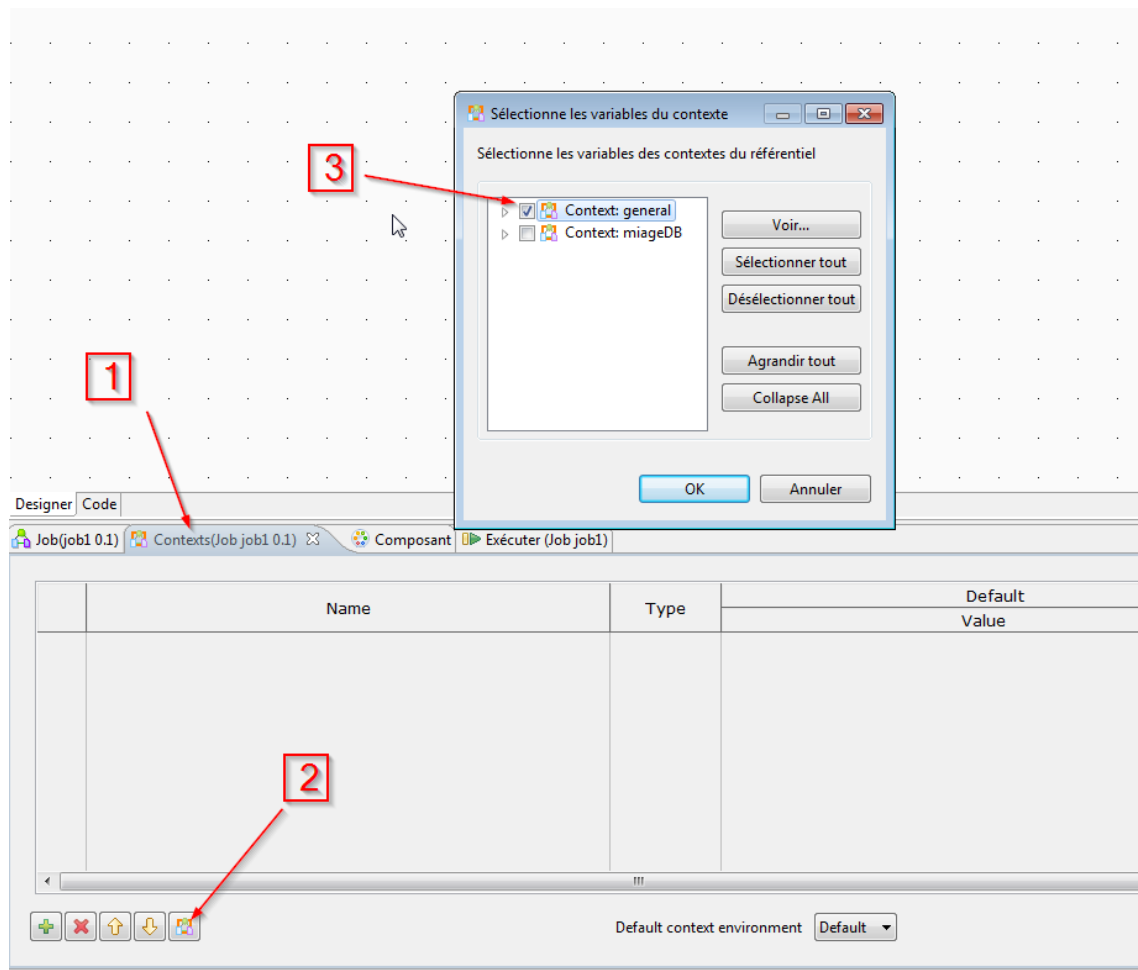 Sélectionne les variables du contexte
Sélectionne les variables des contextes du référentiel
3
Context: general
Context: miageDB
Voir...
Sélectionner tout
Désélectionner tout
Agrandir tout
Collapse All
OK
Annuler
1
Designer
Code
Job(job1 0.1)
Contexts(Job job1 0.1)
Composant
Exécuter (Job job1)
Name
Type
Default
Value
2
Default context environment
Default